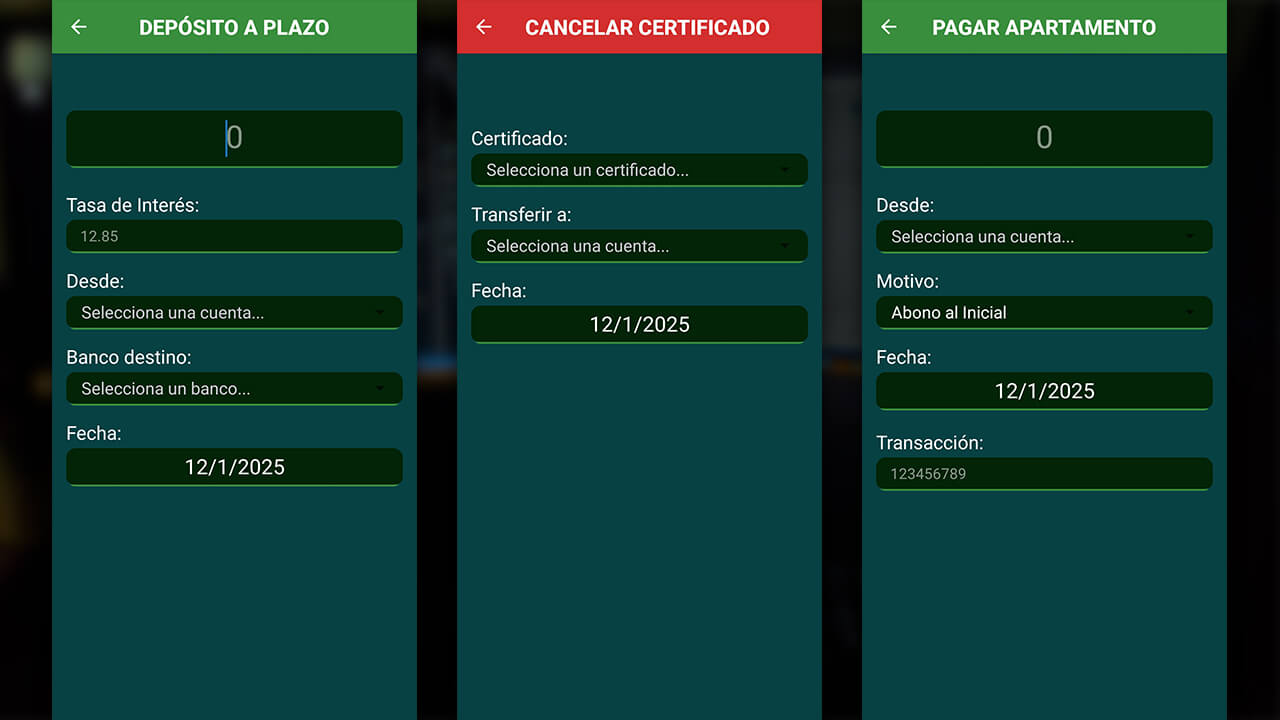 DEPÓSITO A PLAZO
0
Tasa de Interés:
12.85
Desde:
Selecciona una cuenta...
Banco destino:
Selecciona un banco...
Fecha:
12/1/2025
CANCELAR CERTIFICADO
Certificado:
Selecciona un certificado...
Transferir a:
Selecciona una cuenta...
Fecha:
12/1/2025
PAGAR APARTAMENTO
0
Desde:
Selecciona una cuenta...
Motivo:
Abono al Inicial
Fecha:
12/1/2025
Transacción:
123456789